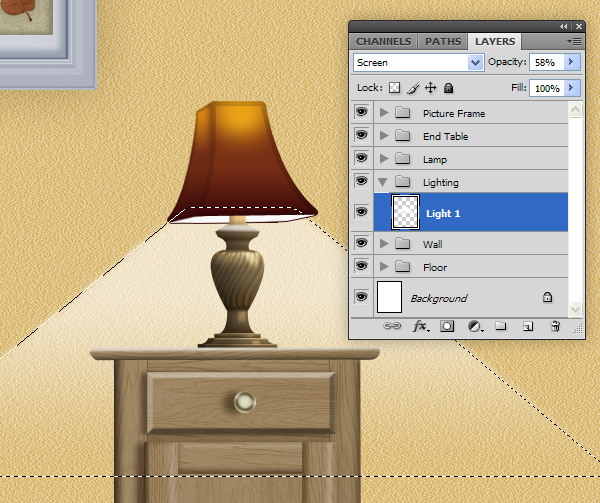 CHANNELS PATHS LAYERS
Screen Opacity: 58%
Lock: Fill: 100%
Picture Frame
End Table
Lamp
Lighting
Light 1
Wall
Floor
Background
fx